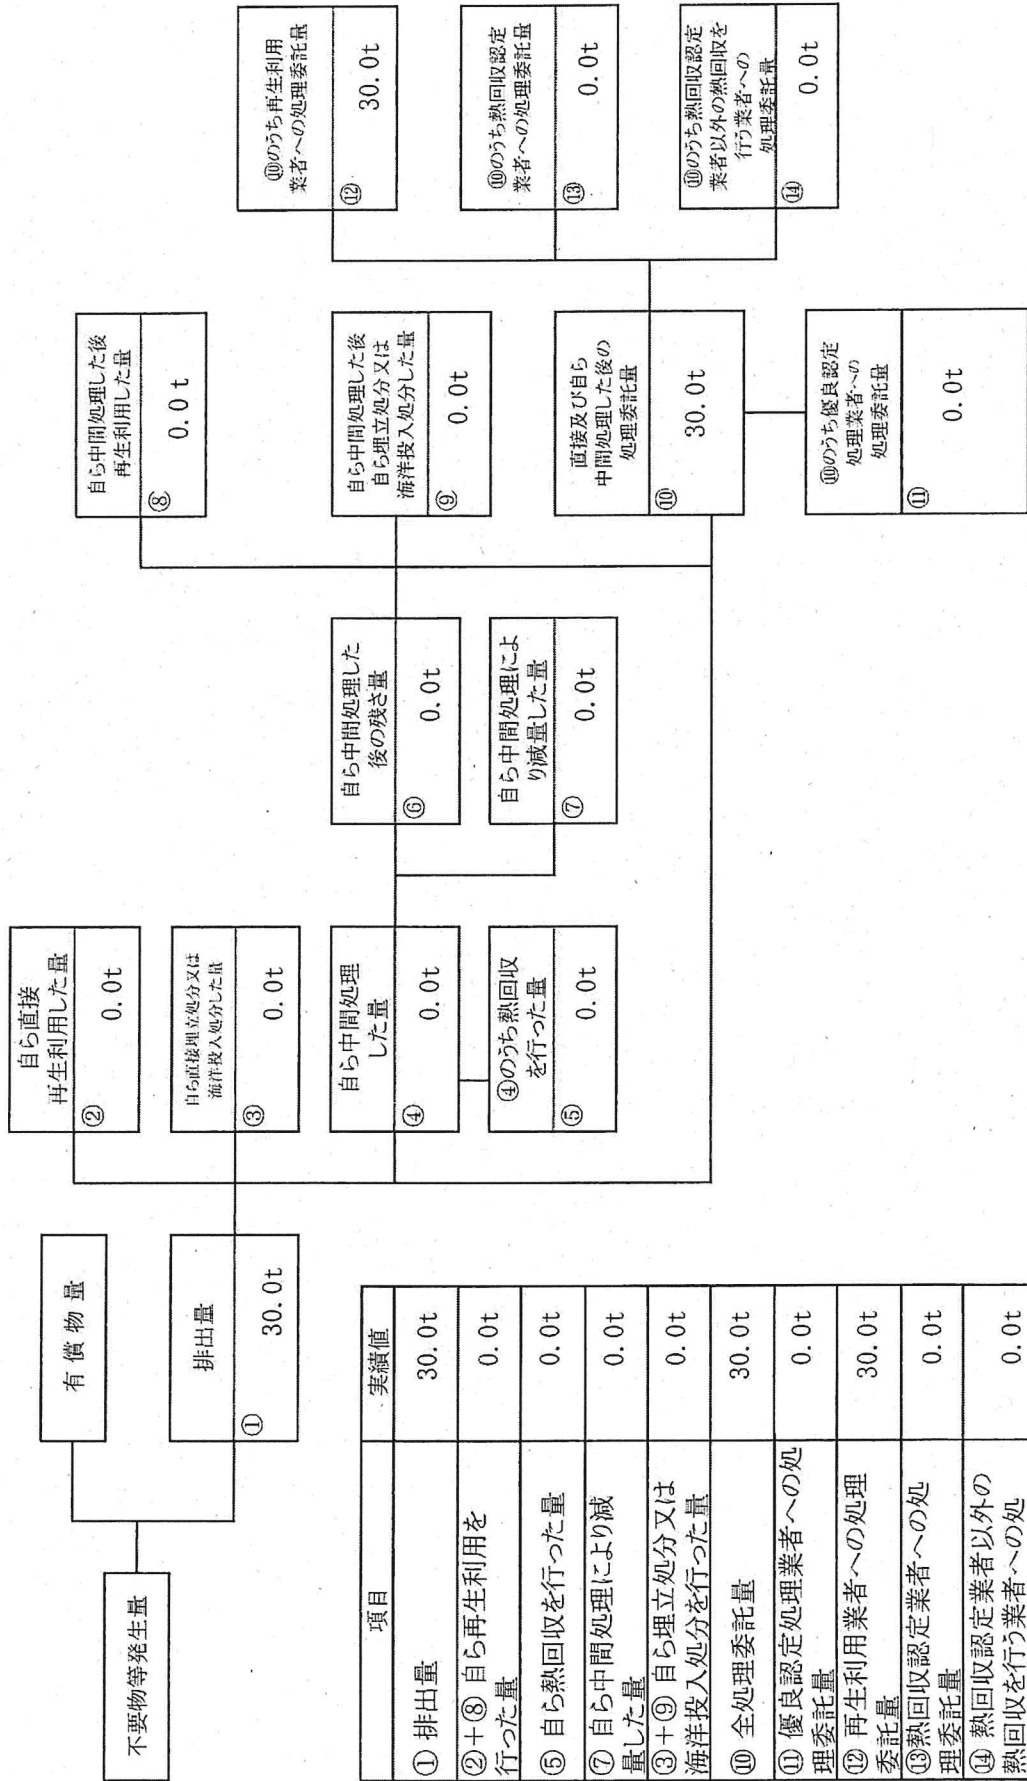 不要物等発生量
有償物量
排出量
①
30.0t
自ら直接
再生利用した量
②
0.0t
自ら直接埋立処分又は
海洋投入処分した量
③
0.0t
自ら中間処理
した量
④
0.0t
④のうち熱回収
を行った量
⑤
0.0t
自ら中間処理した
後の残さ量
⑥
0.0t
自ら中間処理によ
り減量した量
⑦
0.0t
自ら中間処理した後
再生利用した量
⑧
0.0t
自ら中間処理した後
自ら埋立処分又は
海洋投入処分した量
⑨
0.0t
直接及び自ら
中間処理した後の
処理委託量
⑩
30.0t
⑩のうち優良認定
処理業者への
処理委託量
⑪
0.0t
⑩のうち再生利用
業者への処理委託量
⑫
30.0t
⑩のうち熱回収認定
業者への処理委託量
⑬
0.0t
⑩のうち熱回収認定
業者以外の熱回収を
行う業者への
処理委託量
⑭
0.0t
項目 実績値
① 排出量 30.0t
②+⑧ 自ら再生利用を
行った量 0.0t
⑤ 自ら熱回収を行った量 0.0t
⑦ 自ら中間処理により減
量した量 0.0t
③+⑨ 自ら埋立処分又は
海洋投入処分を行った量 0.0t
⑩ 全処理委託量 30.0t
⑪ 優良認定処理業者への処
理委託量 0.0t
⑫ 再生利用業者への処理
委託量 30.0t
⑬熱回収認定業者への処
理委託量 0.0t
⑭ 熱回収認定業者以外の
熱回収を行う業者への処 0.0t